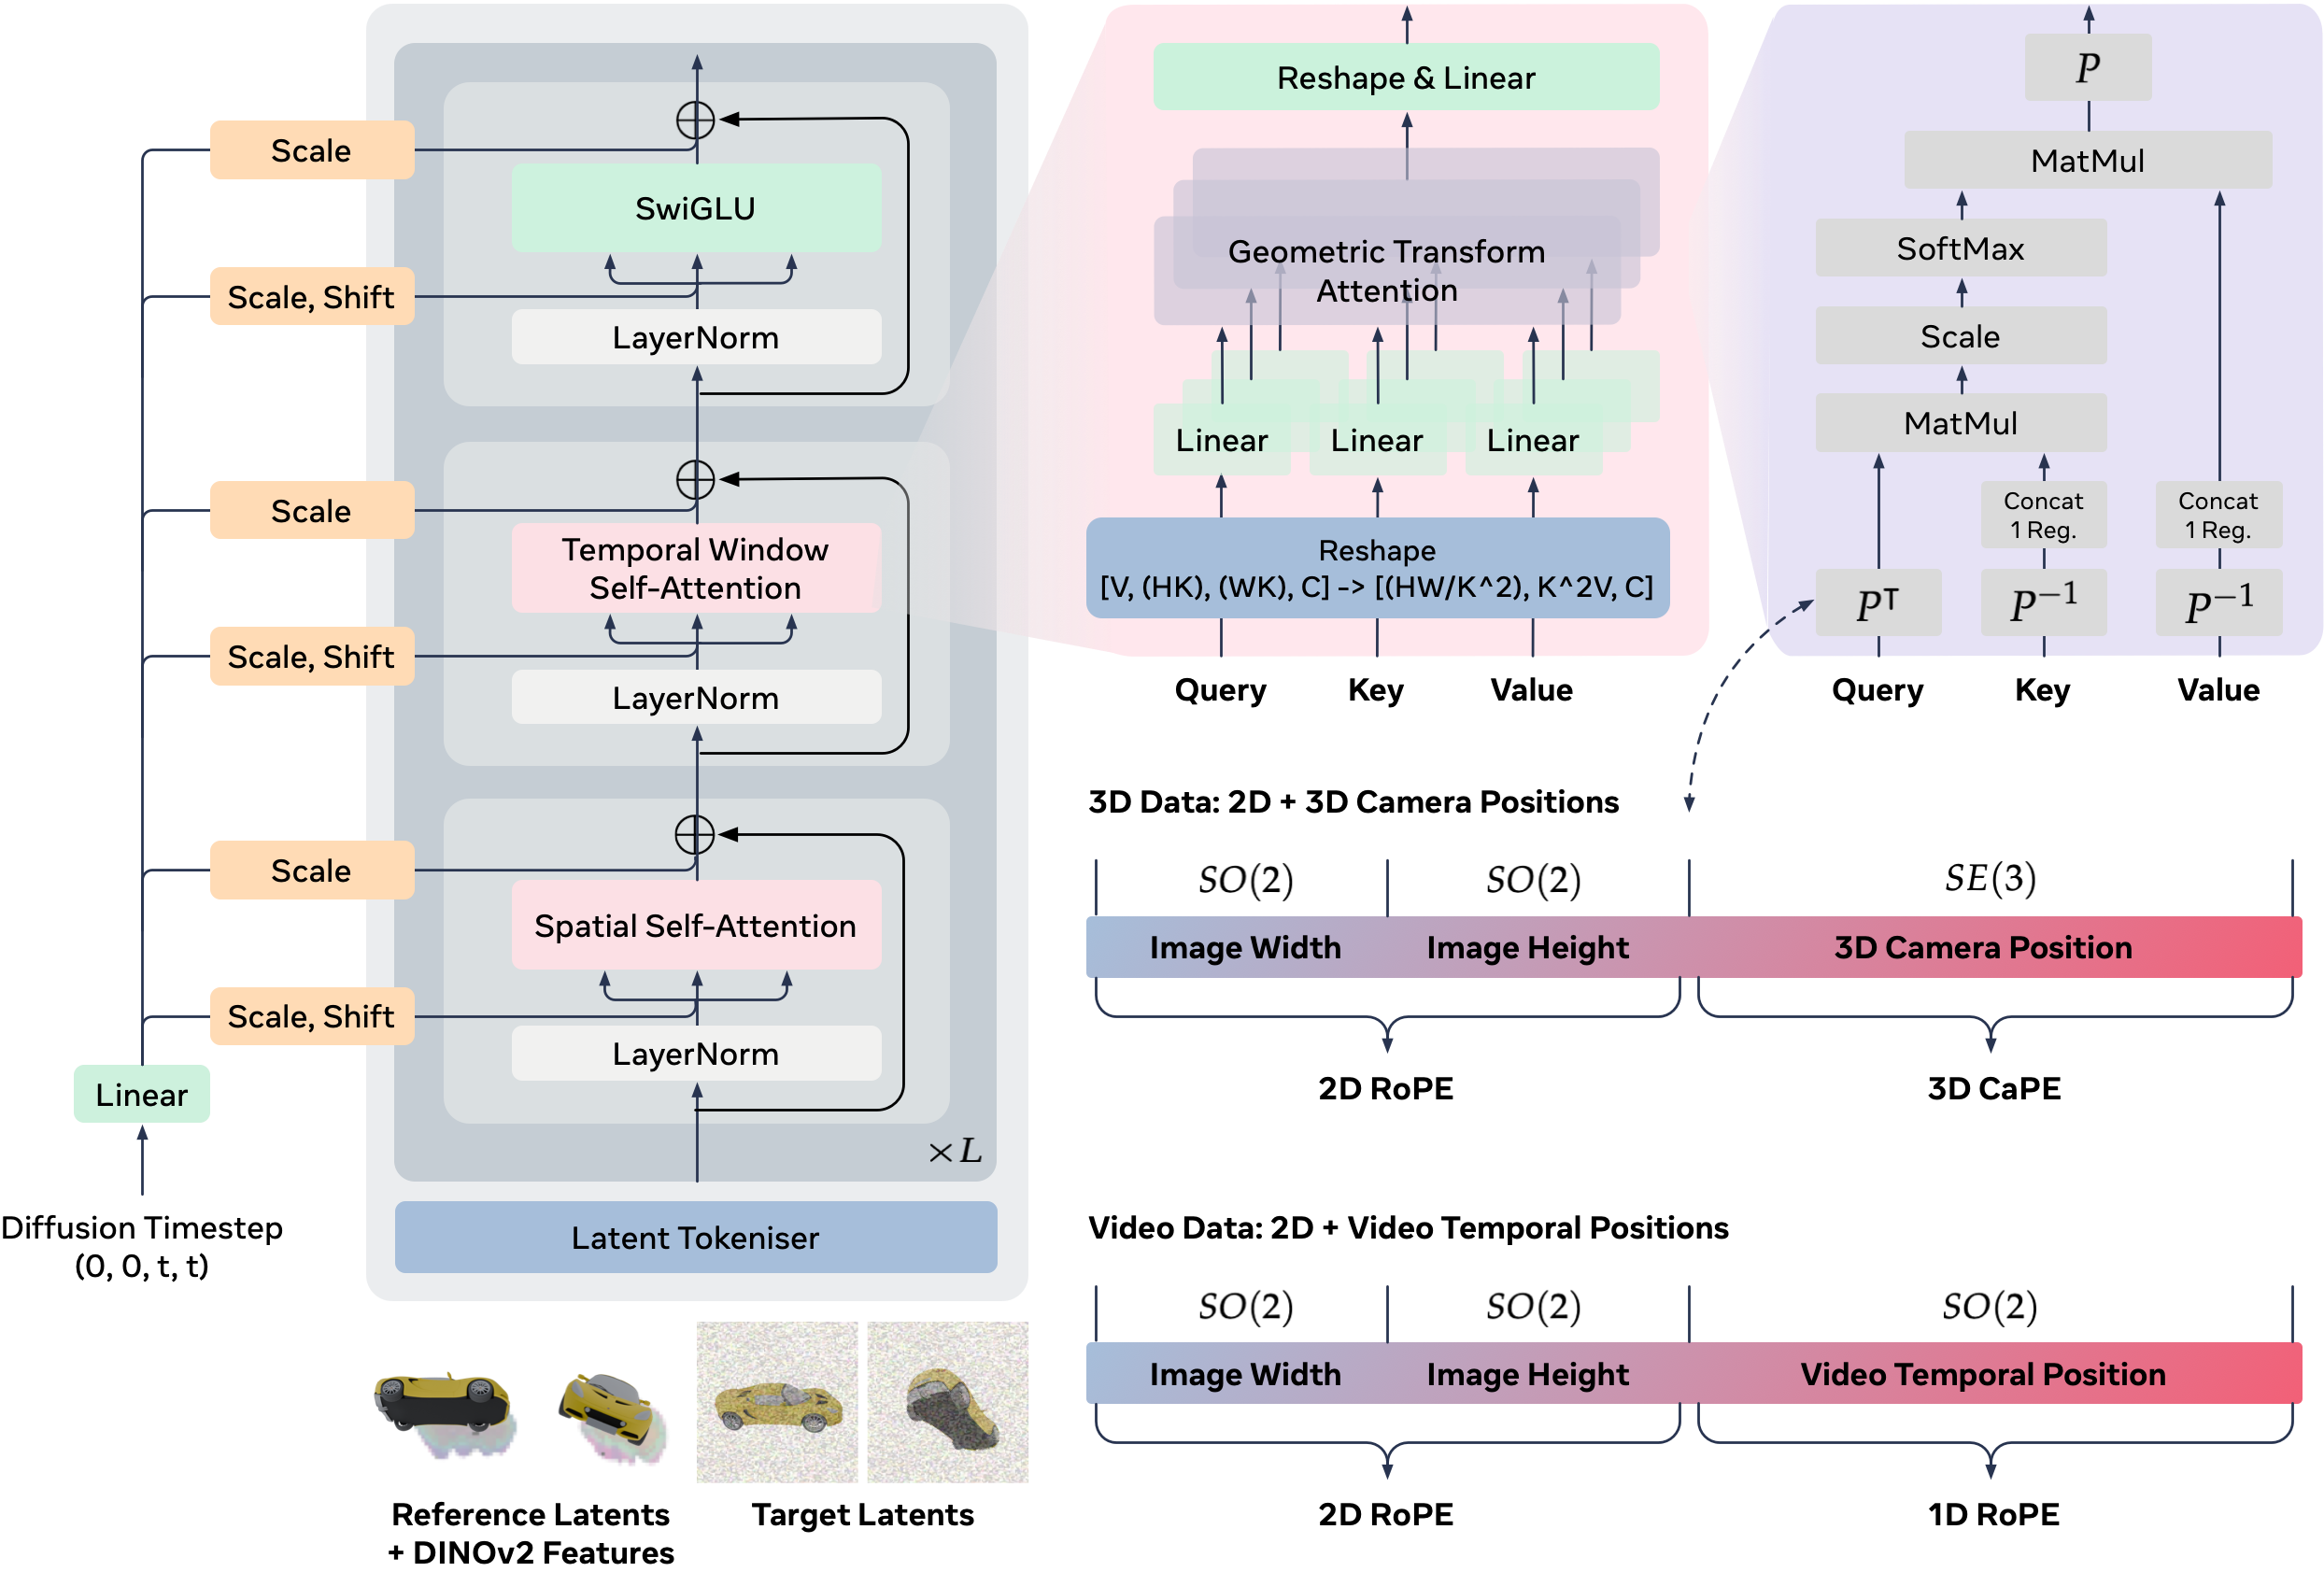 Scale
SwiGLU
Scale, Shift
LayerNorm
Scale
Temporal Window
Self-Attention
Scale, Shift
LayerNorm
Scale
Spatial Self-Attention
Scale, Shift
LayerNorm
Linear
×L
Diffusion Timestep
(0, 0, t, t)
Latent Tokeniser
Reference Latents
+ DINOv2 Features
Target Latents
Reshape & Linear
Geometric Transform
Attention
Linear Linear Linear
Reshape
[V, (HK), (WK), C] -> [(HW/K^2), K^2V, C]
Query Key Value
P
MatMul
SoftMax
Scale
MatMul
Concat
1 Reg.
Concat
1 Reg.
P⊤ P⁻¹ P⁻¹
Query Key Value
3D Data: 2D + 3D Camera Positions
SO(2) SO(2) SE(3)
Image Width Image Height 3D Camera Position
2D RoPE 3D CaPE
Video Data: 2D + Video Temporal Positions
SO(2) SO(2) SO(2)
Image Width Image Height Video Temporal Position
2D RoPE 1D RoPE